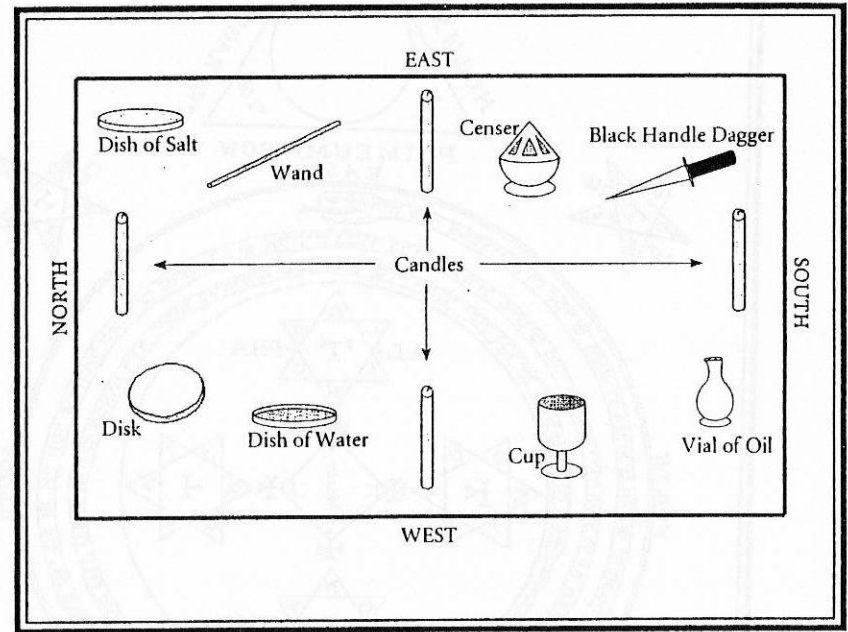 EAST
Dish of Salt
Wand
Censer
Black Handle Dagger
NORTH
Candles
SOUTH
Disk
Dish of Water
Cup
Vial of Oil
WEST